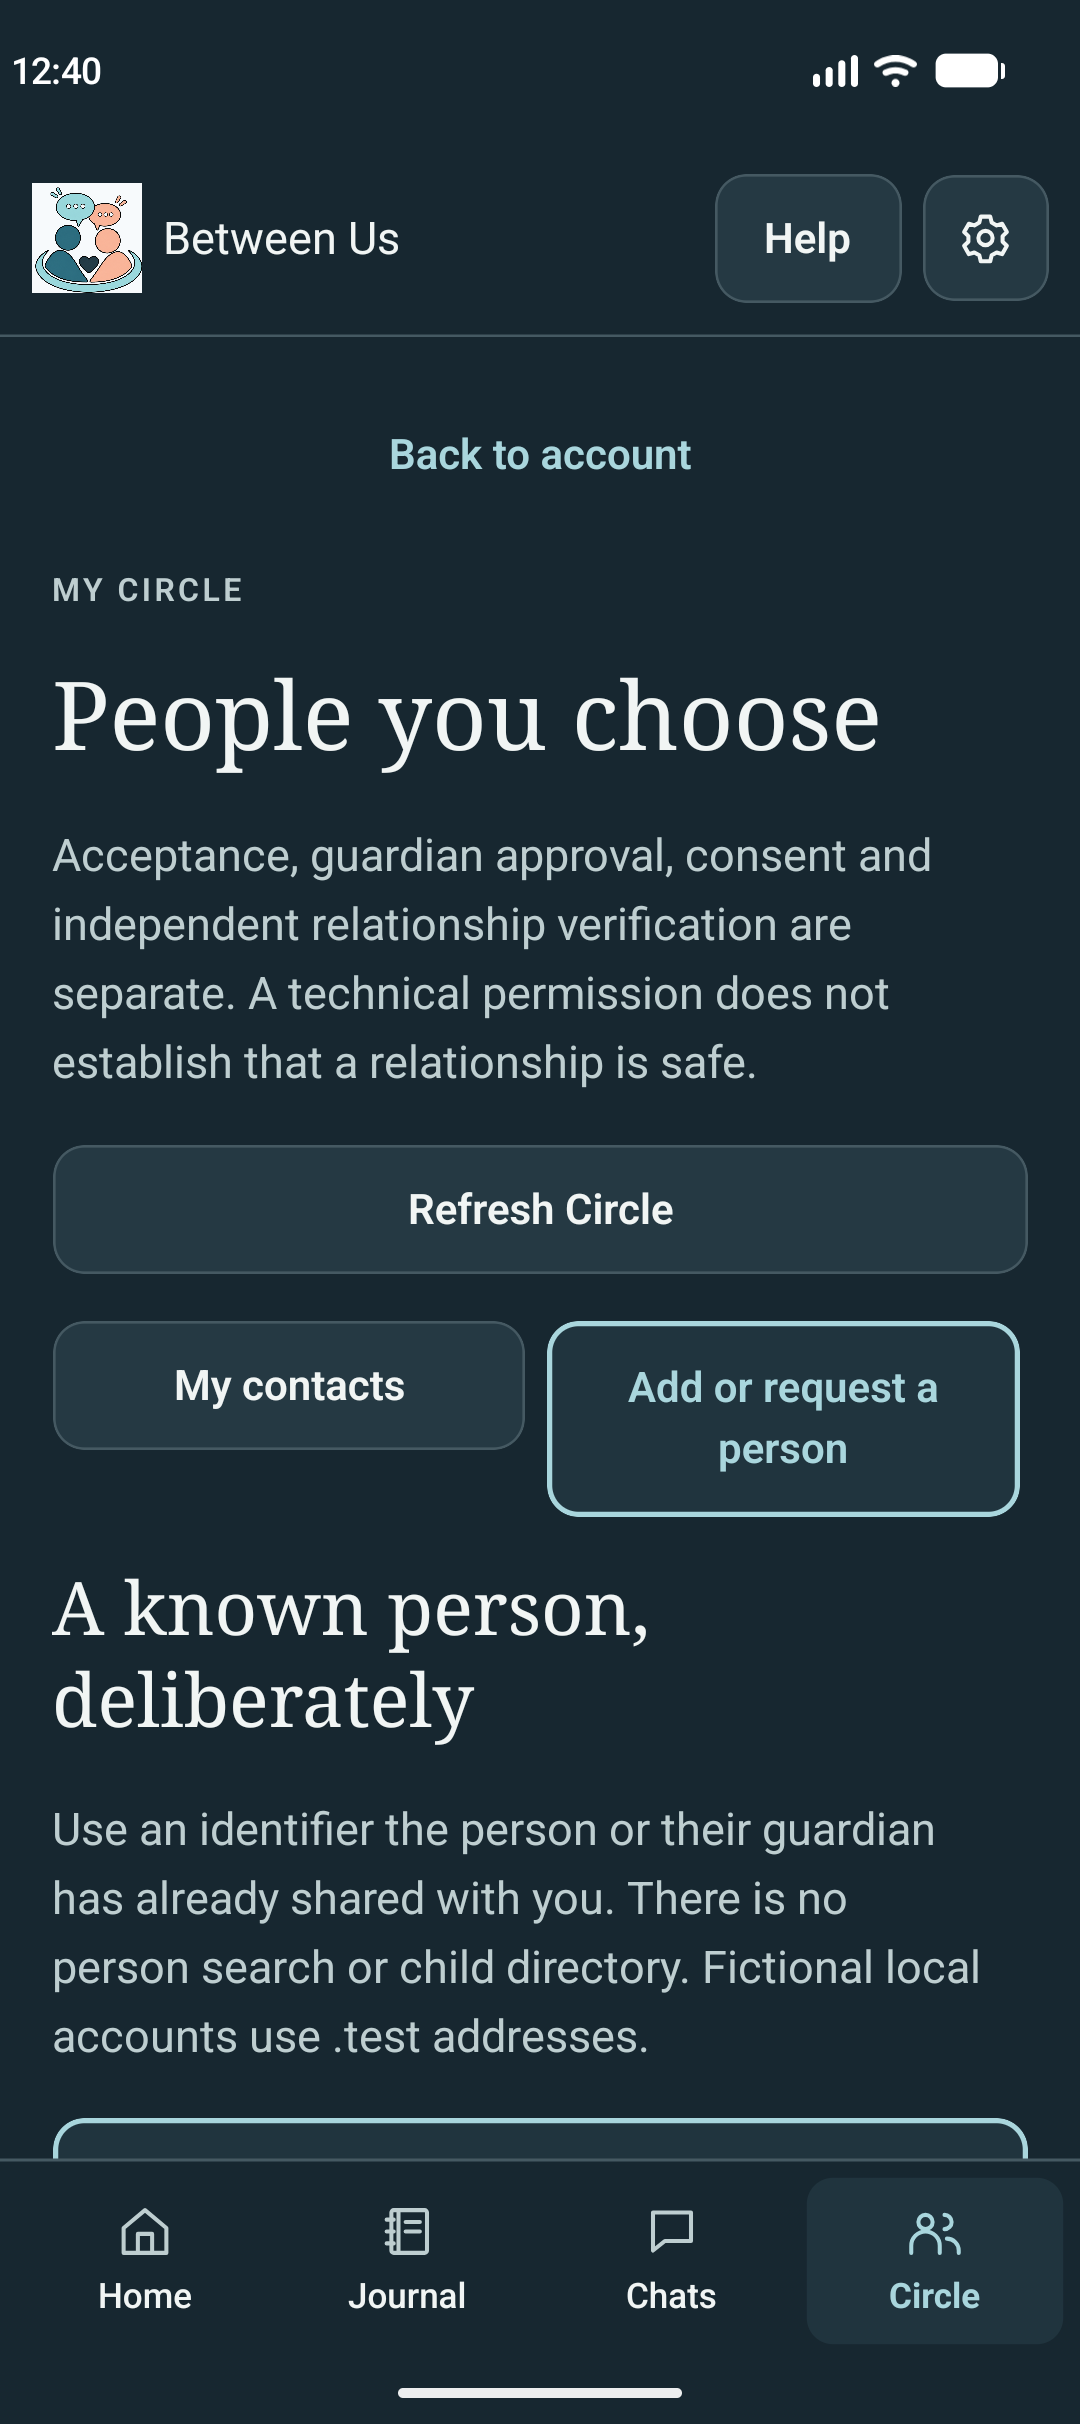 12:40
Between Us
Help
Back to account
MY CIRCLE
People you choose
Acceptance, guardian approval, consent and
independent relationship verification are
separate. A technical permission does not
establish that a relationship is safe.
Refresh Circle
My contacts
Add or request a
person
A known person,
deliberately
Use an identifier the person or their guardian
has already shared with you. There is no
person search or child directory. Fictional local
accounts use .test addresses.
Home
Journal
Chats
Circle